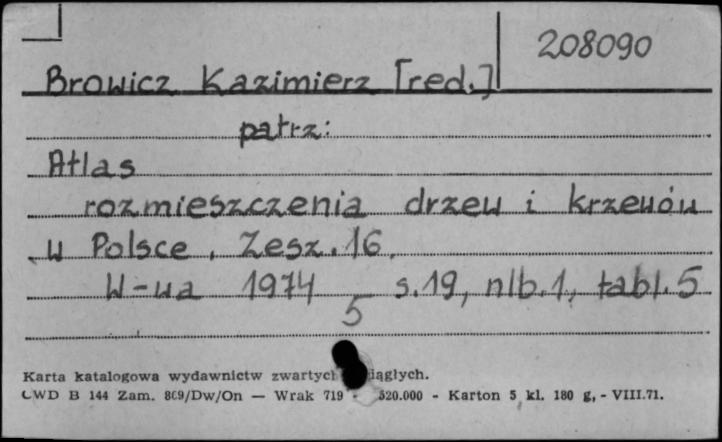 208090
Browicz Kazimierz [red.]
patrz:
Atlas
rozmieszczenia drzew i krzewów
w Polsce. Zesz. 16.
W-wa 1974 s. 19, nlb. 1, tabl. 5
5
Karta katalogowa wydawnictw zwartych ciągłych.
CWD B 144 Zam. 869/Dw/On — Wrak 719 - 520.000 - Karton 5 kl. 180 g, - VIII.71.